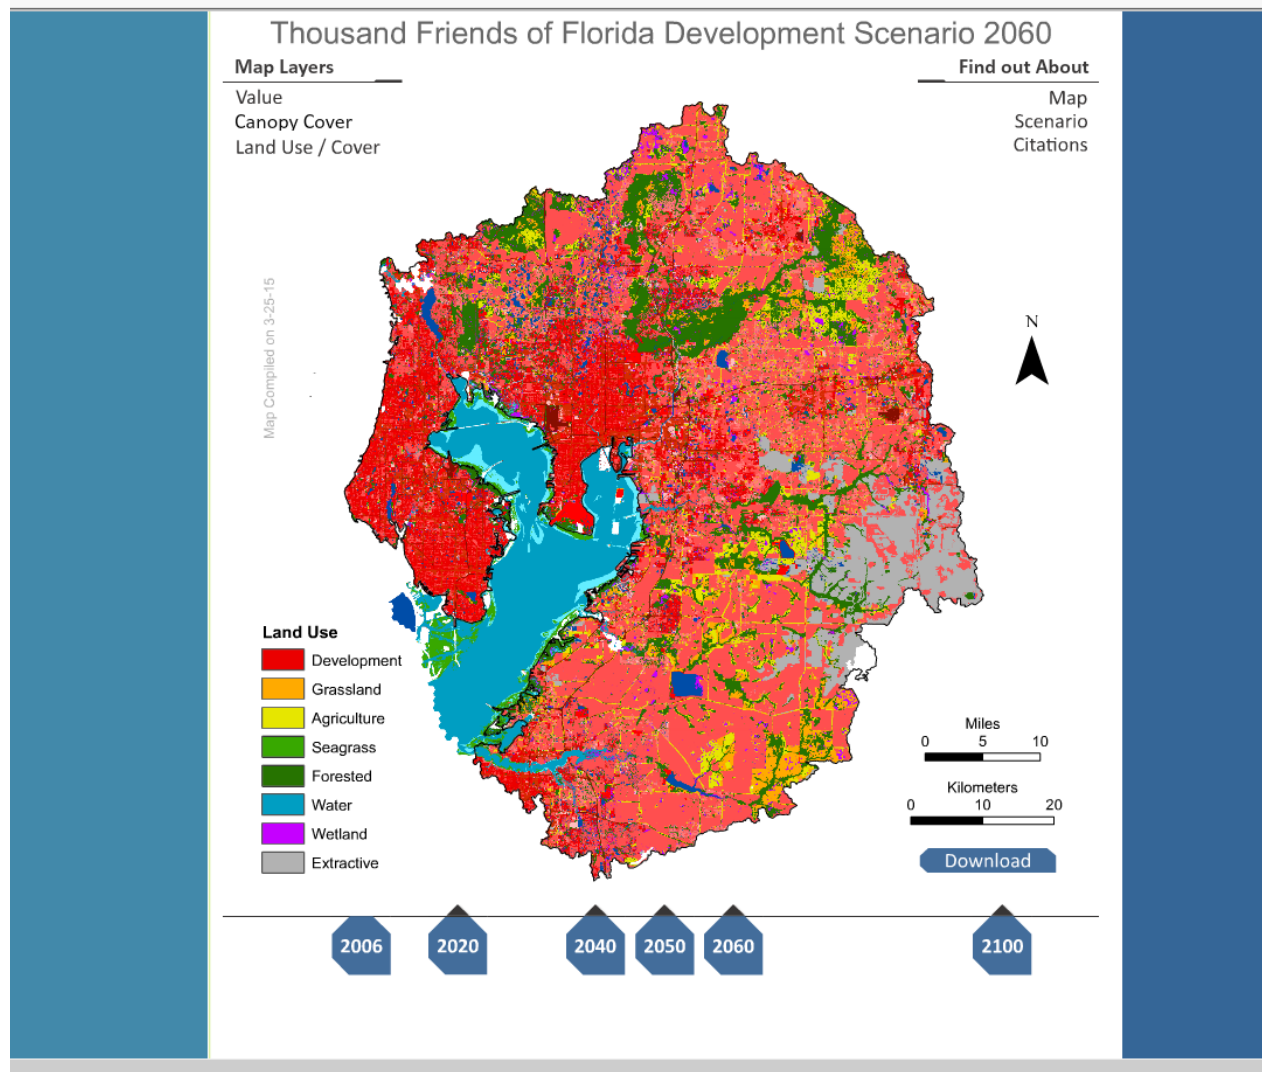 Thousand Friends of Florida Development Scenario 2060
Map Layers
Value
Canopy Cover
Land Use / Cover
Find out About
Map
Scenario
Citations
Map Compiled on 3-25-15
N
Land Use
Development
Grassland
Agriculture
Seagrass
Forested
Water
Wetland
Extractive
Miles
0 5 10
Kilometers
0 10 20
Download
2006 2020 2040 2050 2060 2100